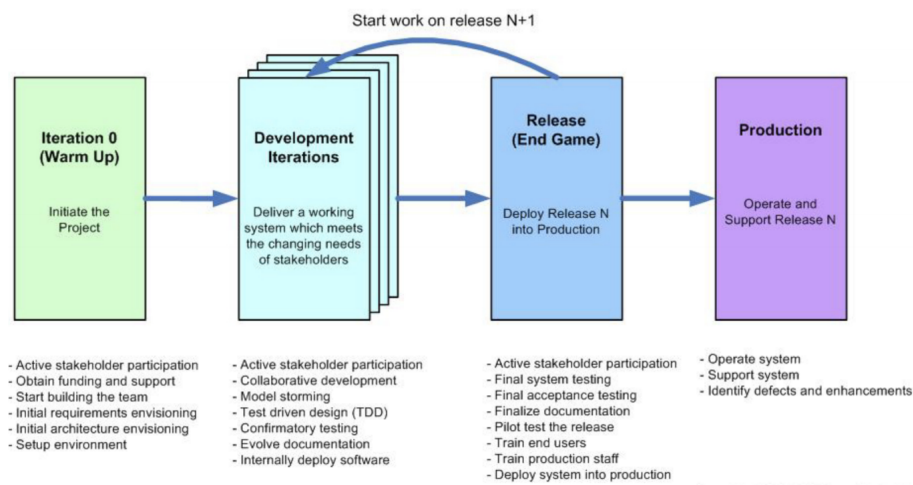 Start work on release N+1
Iteration 0
(Warm Up)
Initiate the
Project
Development
Iterations
Deliver a working
system which meets
the changing needs
of stakeholders
Release
(End Game)
Deploy Release N
into Production
Production
Operate and
Support Release N
- Active stakeholder participation
- Obtain funding and support
- Start building the team
- Initial requirements envisioning
- Initial architecture envisioning
- Setup environment
- Active stakeholder participation
- Collaborative development
- Model storming
- Test driven design (TDD)
- Confirmatory testing
- Evolve documentation
- Internally deploy software
- Active stakeholder participation
- Final system testing
- Final acceptance testing
- Finalize documentation
- Pilot test the release
- Train end users
- Train production staff
- Deploy system into production
- Operate system
- Support system
- Identify defects and enhancements